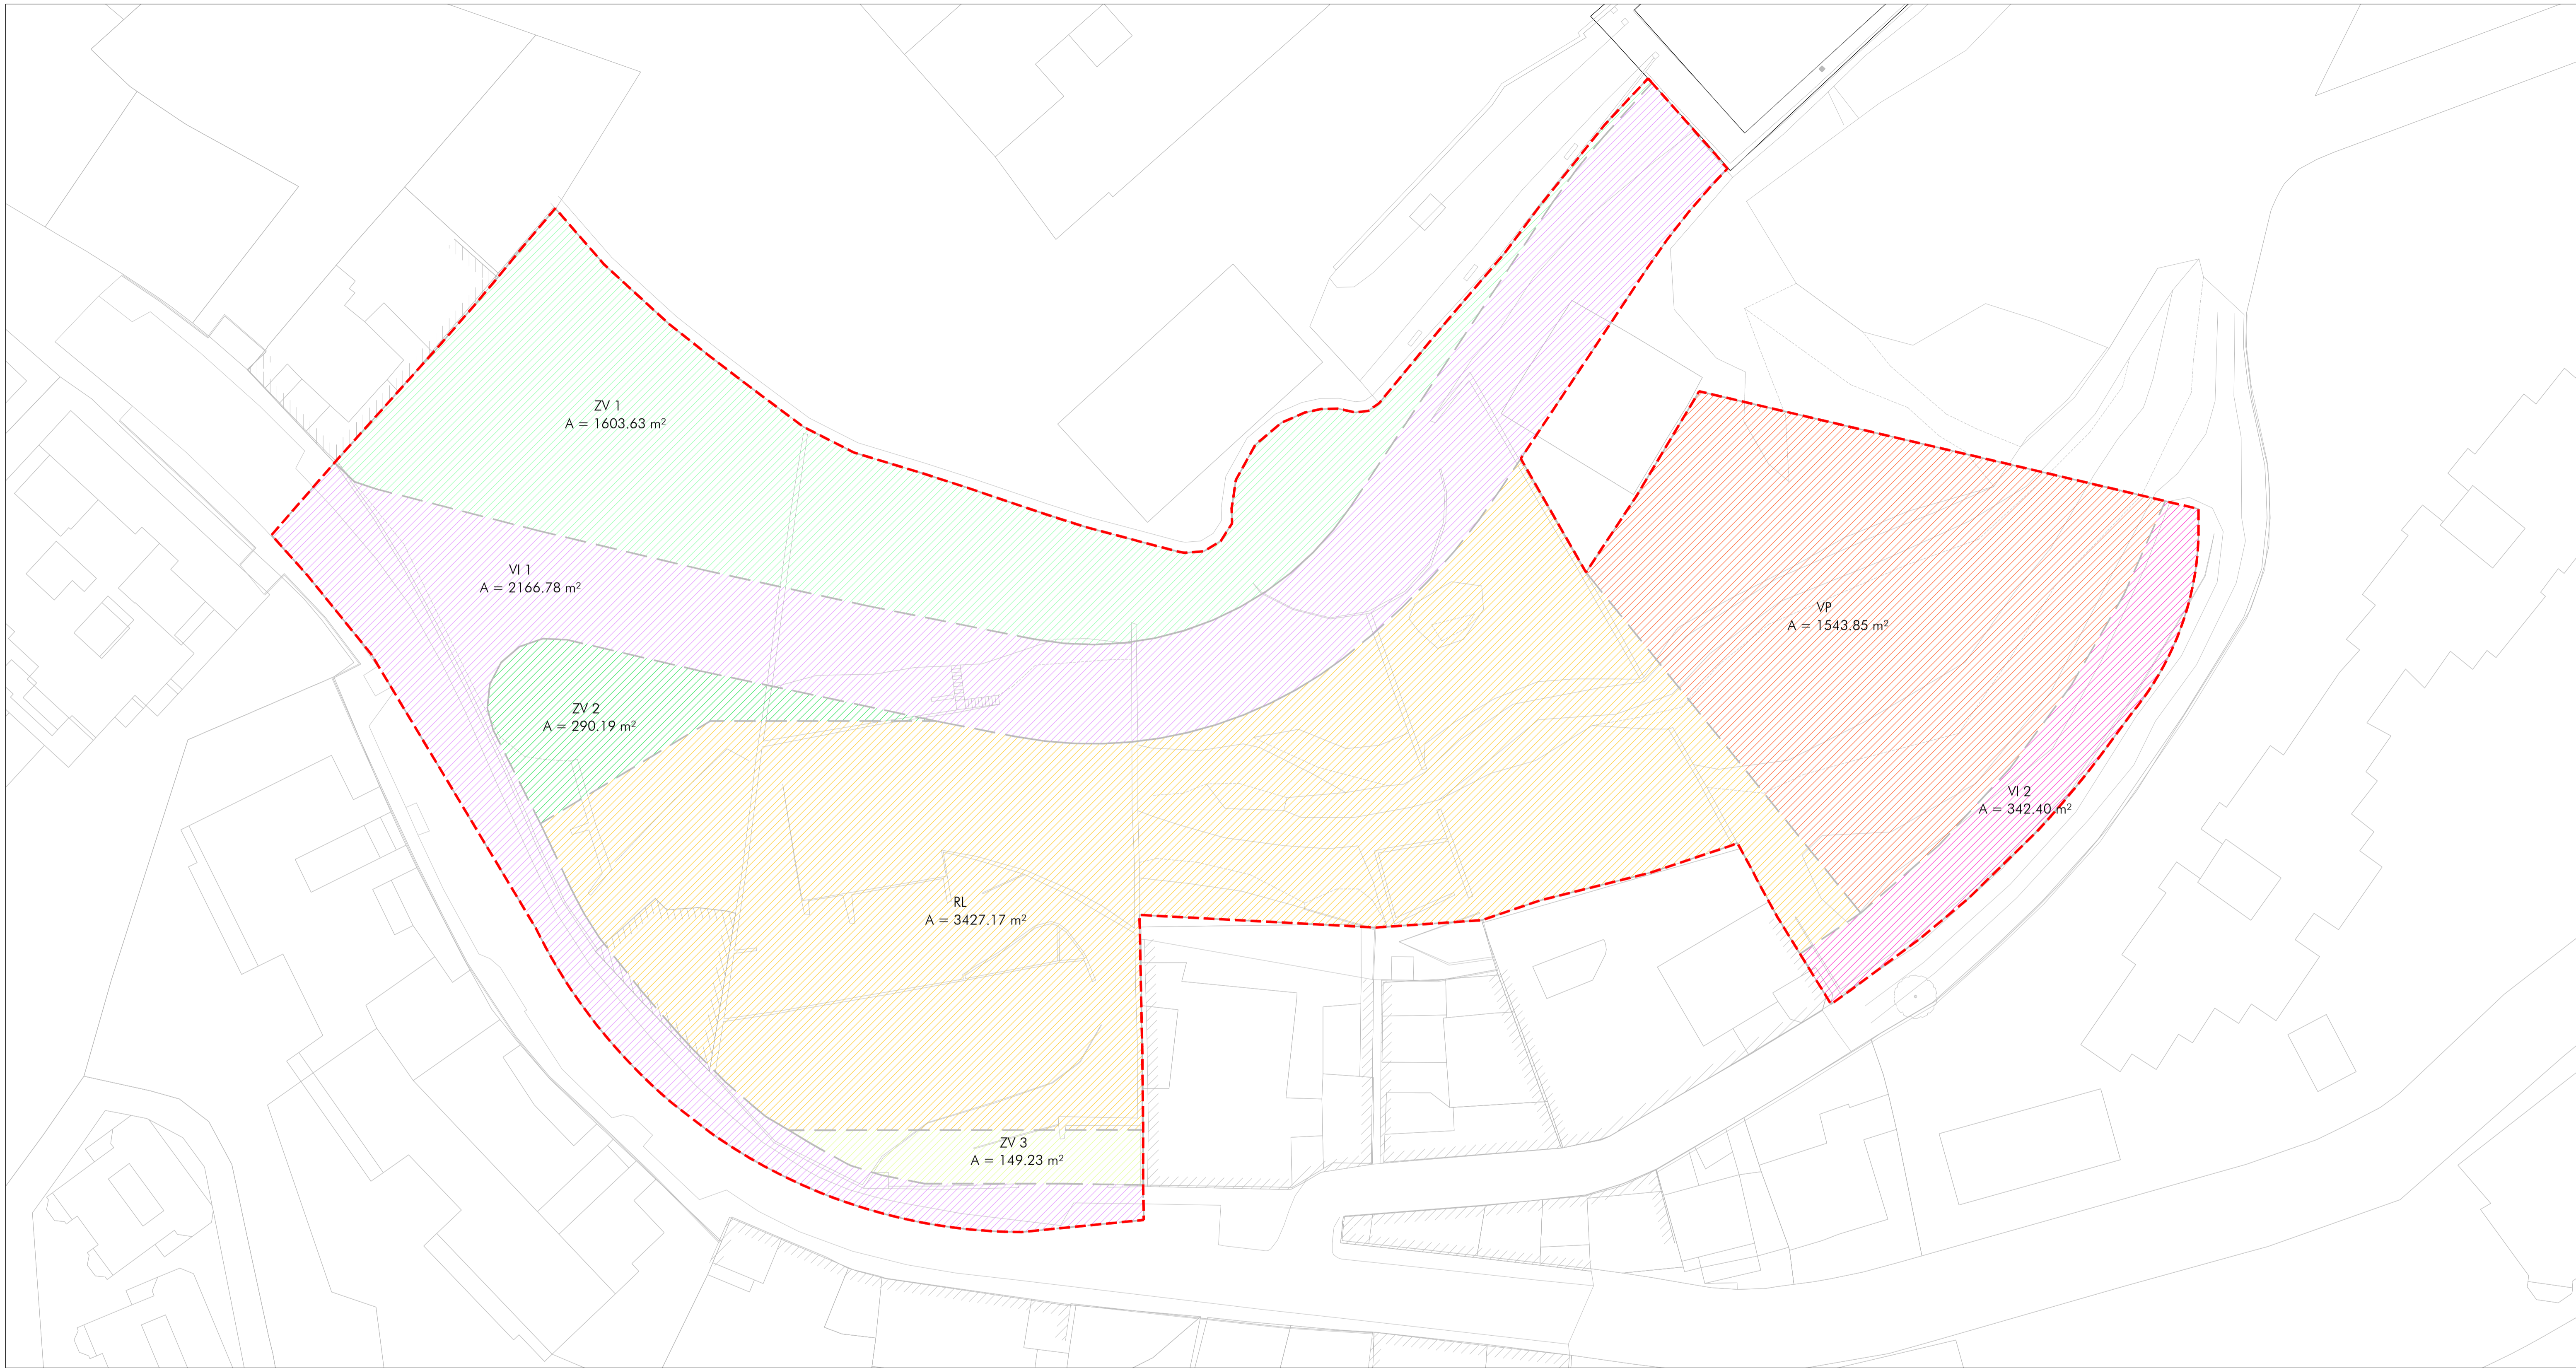 ZV 1
A = 1603.63 m²
VI 1
A = 2166.78 m²
VP
A = 1543.85 m²
ZV 2
A = 290.19 m²
VI 2
A = 342.40 m²
RL
A = 3427.17 m²
ZV 3
A = 149.23 m²